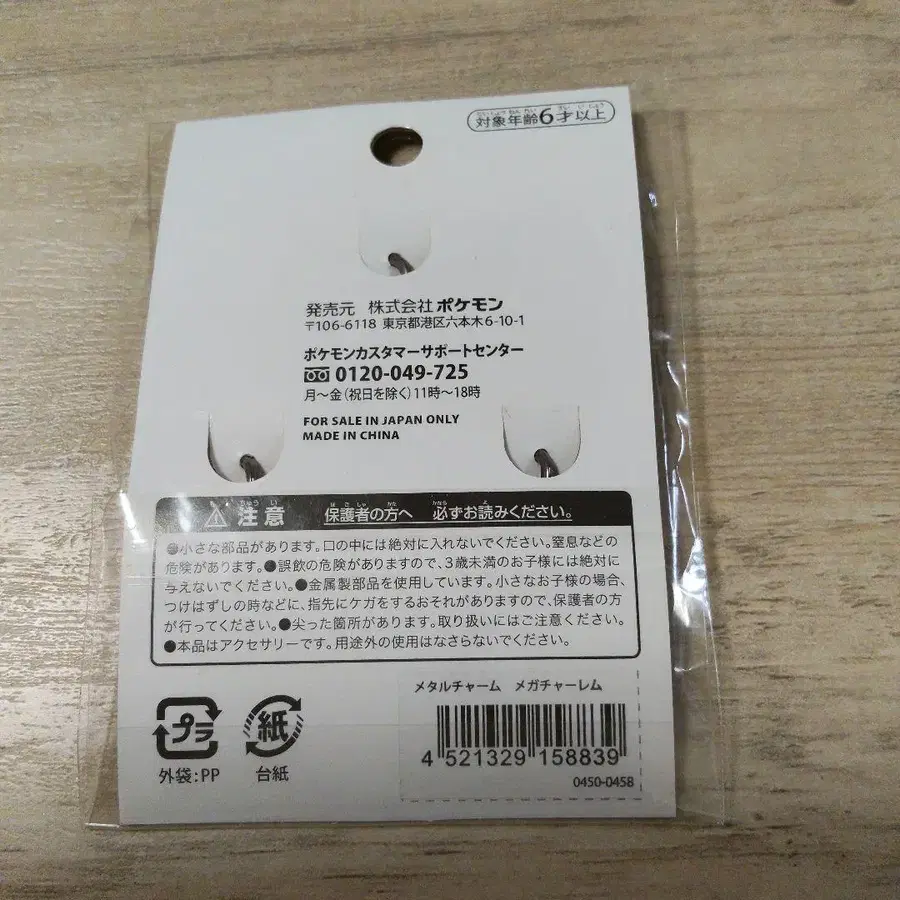 対象年齢6才以上
発売元 株式会社ポケモン
〒106-6118 東京都港区六本木6-10-1
ポケモンカスタマーサポートセンター
0120-049-725
月～金(祝日を除く)11時～18時
FOR SALE IN JAPAN ONLY
MADE IN CHINA
注意 保護者の方へ 必ずお読みください。
●小さな部品があります。口の中には絶対に入れないでください。窒息などの
危険があります。●誤飲の危険がありますので、3歳未満のお子様には絶対に
与えないでください。●金属製部品を使用しています。小さなお子様の場合、
つけはずしの時などに、指先にケガをするおそれがありますので、保護者の方
が行ってください。●尖った箇所があります。取り扱いにはご注意ください。
●本品はアクセサリーです。用途外の使用はなさらないでください。
メタルチャーム メガチャーレム
プラ
紙
4 521329 158839
外袋:PP
台紙
0450-0458